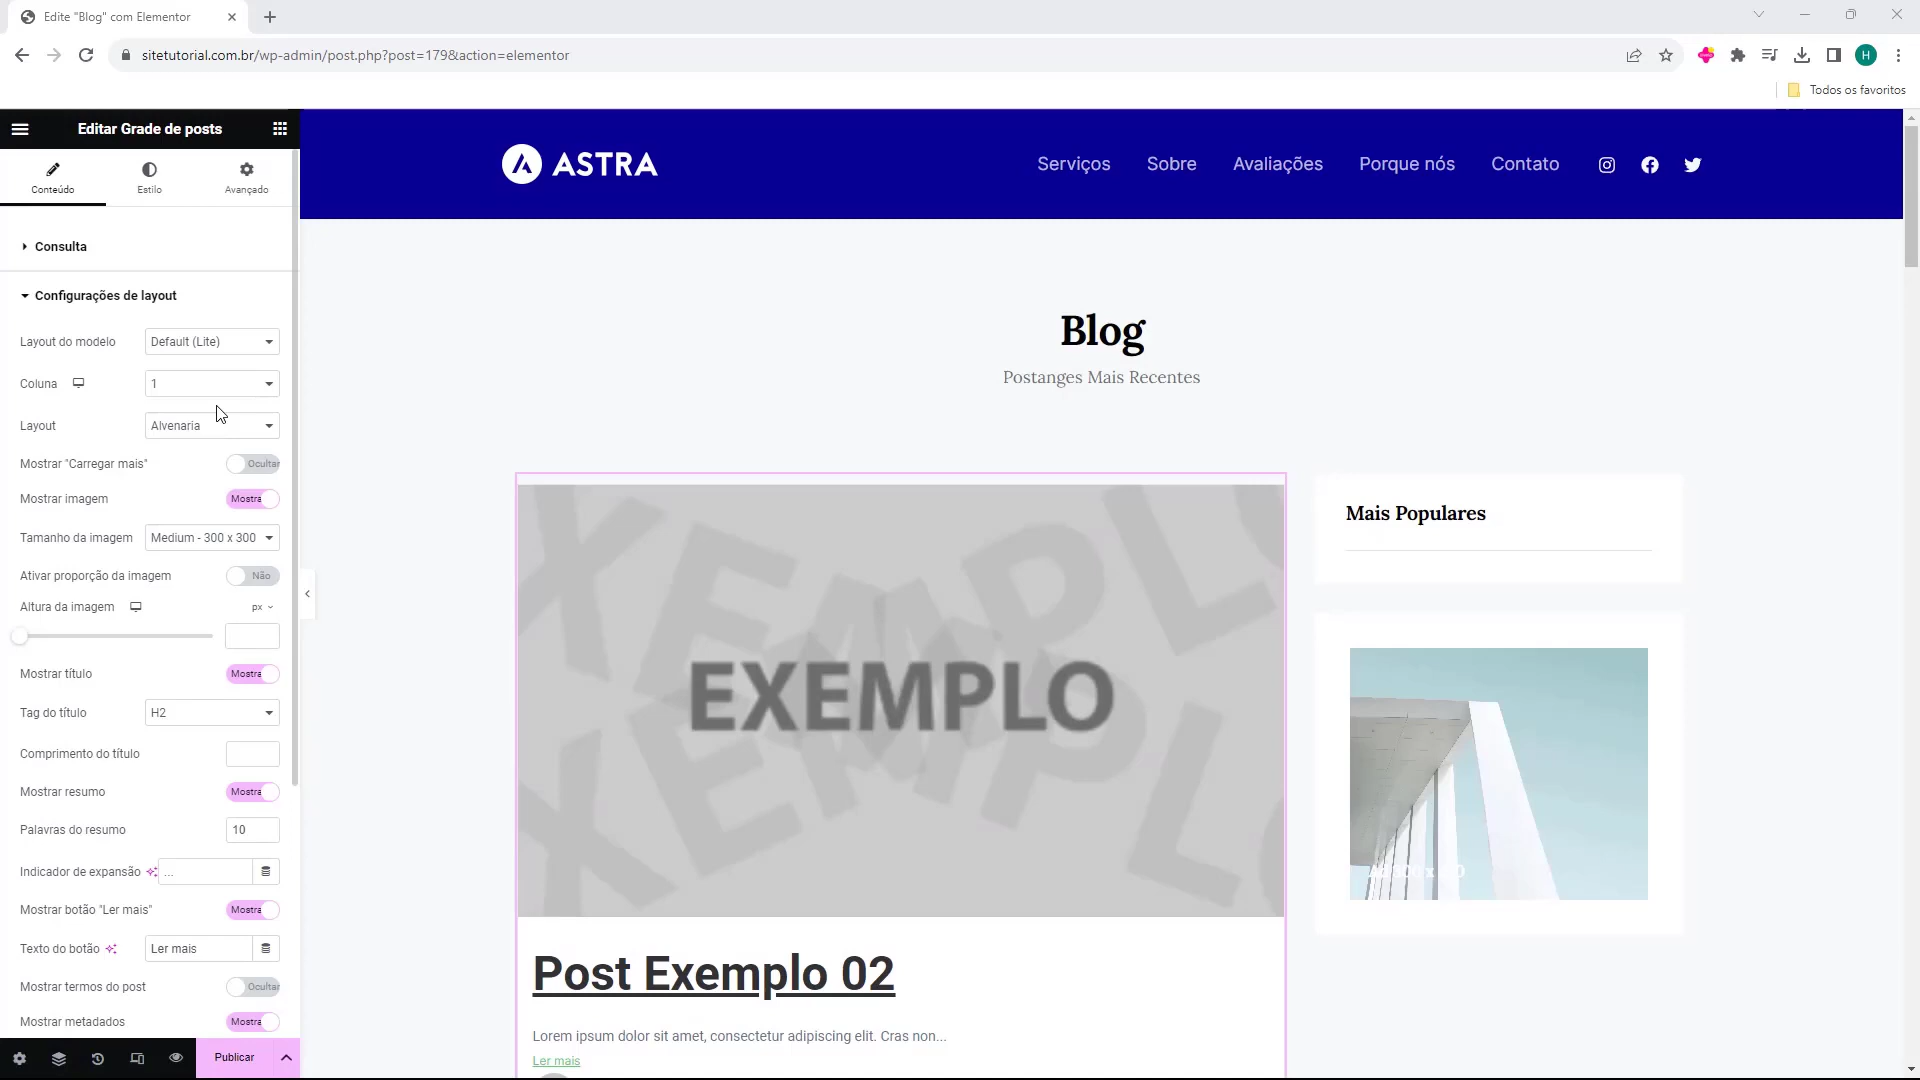 Edite "Blog" com Elementor
sitetutorial.com.br/wp-admin/post.php?post=179&action=elementor
H
Todos os favoritos
Editar Grade de posts
Conteúdo
Estilo
Avançado
Consulta
Configurações de layout
Layout do modelo
Default (Lite)
Coluna
1
Layout
Alvenaria
Mostrar "Carregar mais"
Ocultar
Mostrar imagem
Mostra
Tamanho da imagem
Medium - 300 x 300
Ativar proporção da imagem
Não
Altura da imagem
px
Mostrar título
Mostra
Tag do título
H2
Comprimento do título
Mostrar resumo
Mostra
Palavras do resumo
10
Indicador de expansão
...
Mostrar botão "Ler mais"
Mostra
Texto do botão
Ler mais
Mostrar termos do post
Ocultar
Mostrar metadados
Mostra
Publicar
ASTRA
Serviços
Sobre
Avaliações
Porque nós
Contato
Blog
Postanges Mais Recentes
EXEMPLO
Post Exemplo 02
Lorem ipsum dolor sit amet, consectetur adipiscing elit. Cras non...
Ler mais
Mais Populares